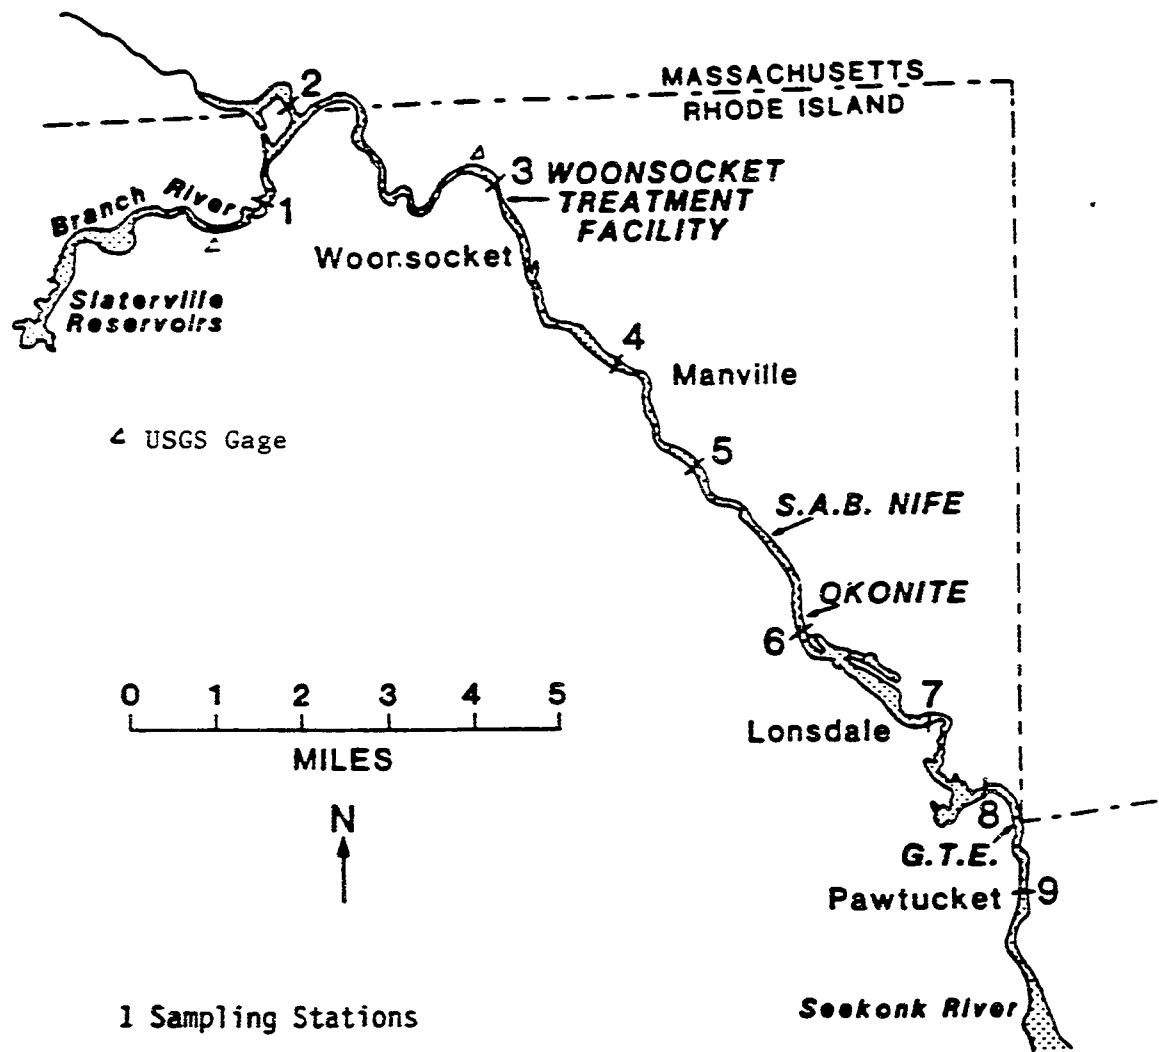 2
MASSACHUSETTS
RHODE ISLAND
3 WOONSOCKET
TREATMENT
FACILITY
Branch River
1
Woonsocket
Slaterville
Reservoirs
4
Manville
USGS Gage
5
S.A.B. NIFE
OKONITE
6
0 1 2 3 4 5
MILES
7
Lonsdale
N
8
G.T.E.
Pawtucket
9
Seekonk River
1 Sampling Stations